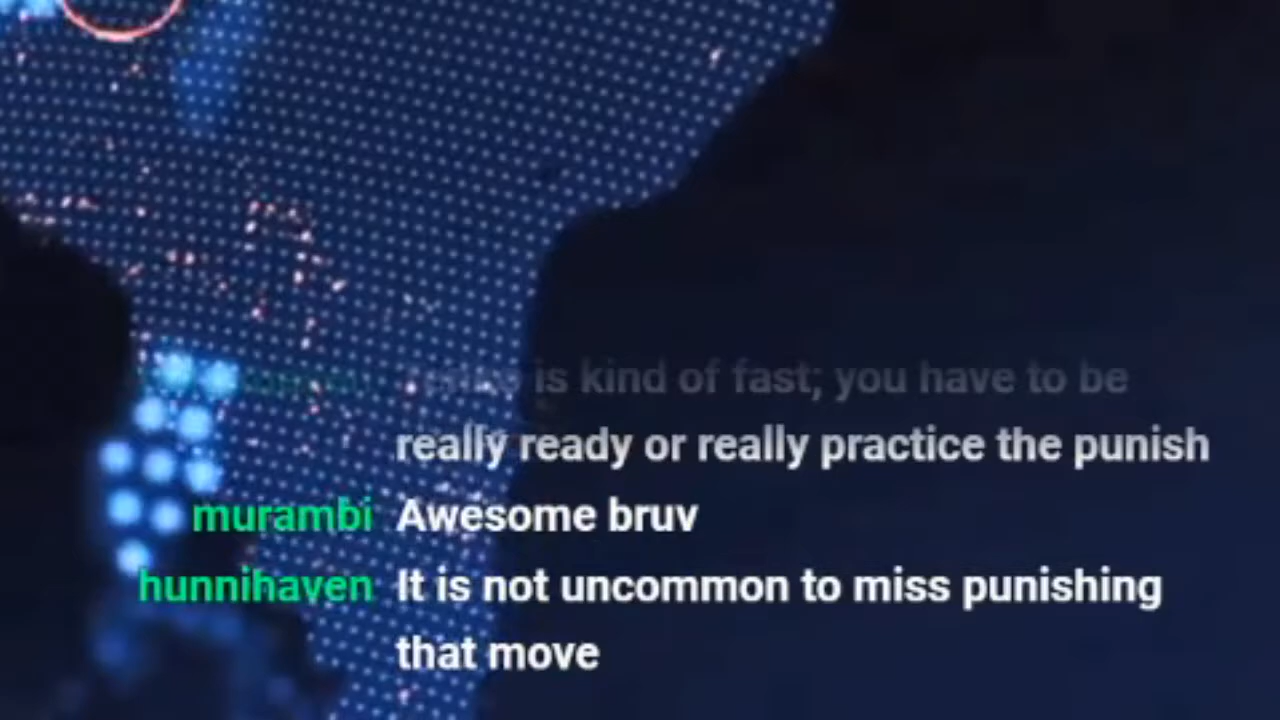 is kind of fast; you have to be
really ready or really practice the punish
murambi Awesome bruv
hunnihaven It is not uncommon to miss punishing
that move